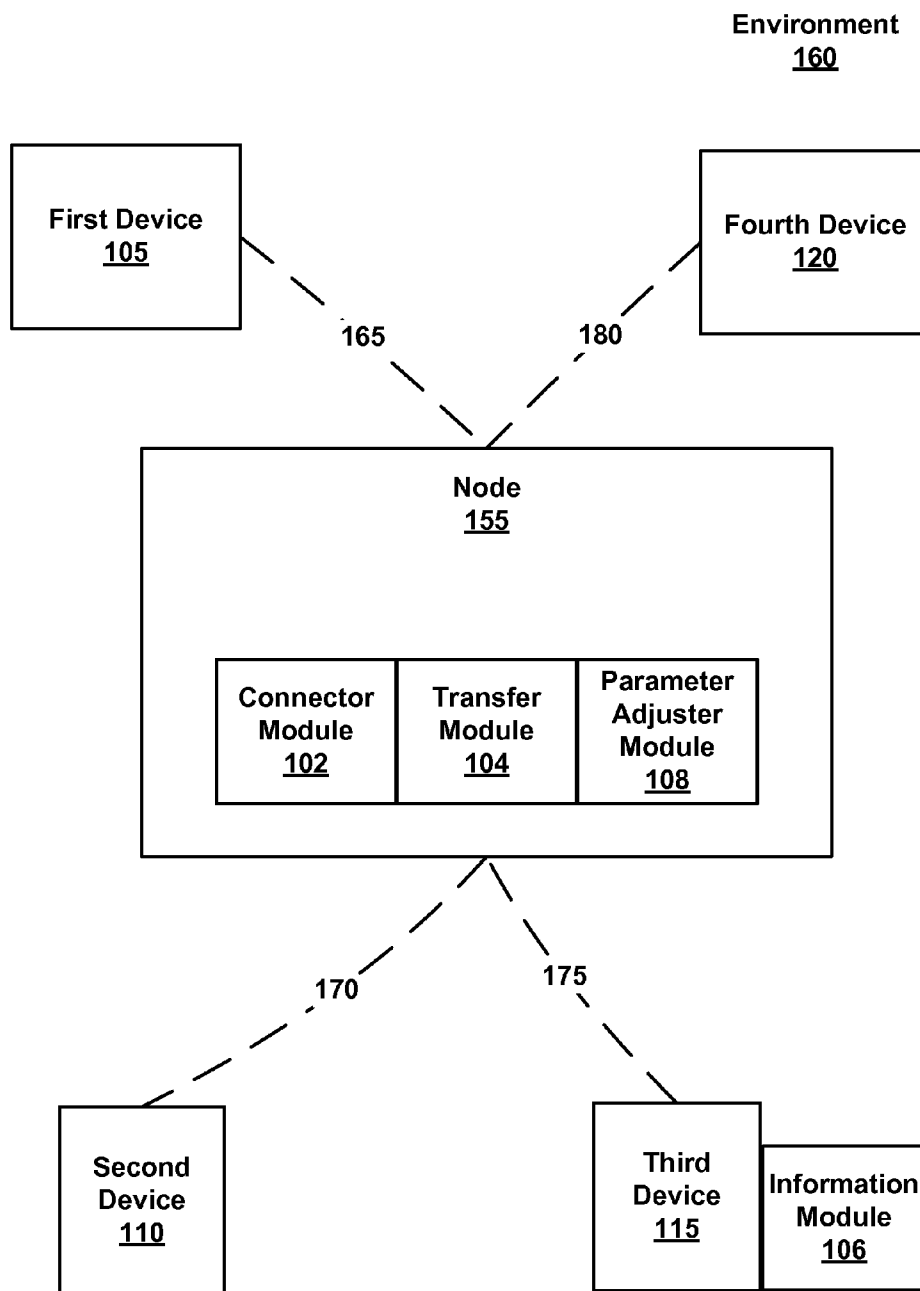 Environment
160
First Device
105
Fourth Device
120
165
180
Node
155
Connector
Module
102
Transfer
Module
104
Parameter
Adjuster
Module
108
170
175
Second
Device
110
Third
Device
115
Information
Module
106